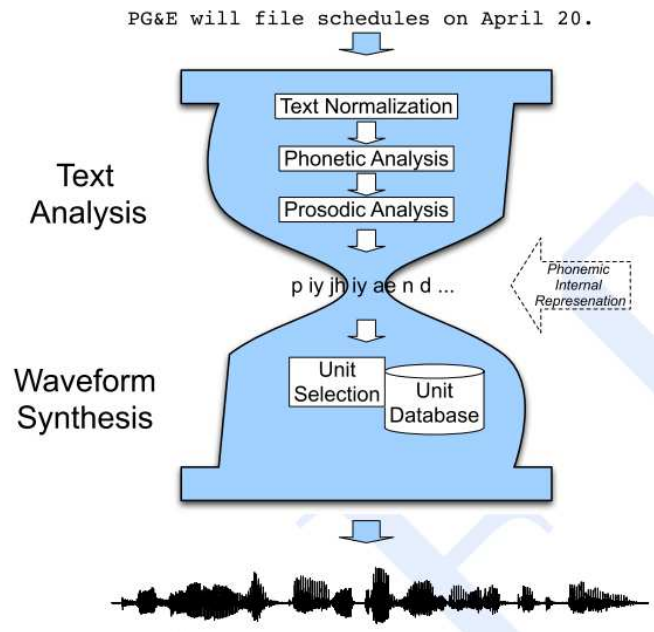 PG&E will file schedules on April 20.
Text Normalization
Phonetic Analysis
Prosodic Analysis
Text
Analysis
p iy jh iy ae n d ...
Phonemic
Internal
Represenation
Waveform
Synthesis
Unit
Selection
Unit
Database